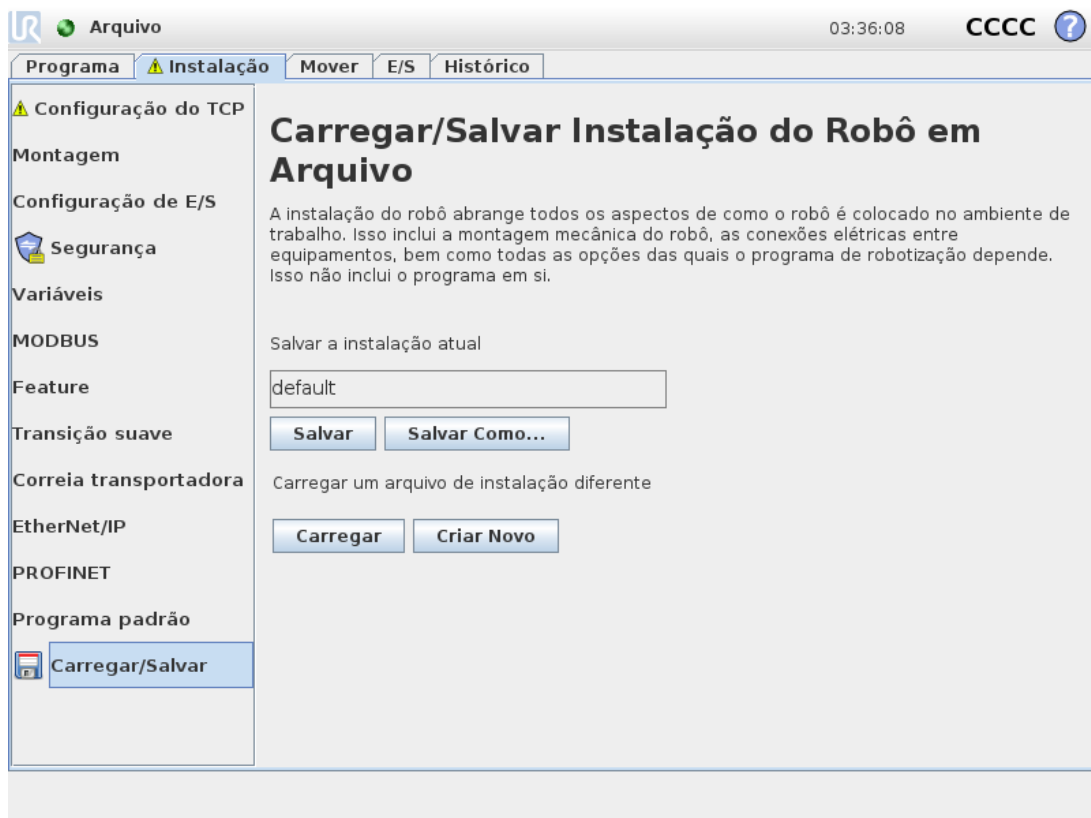 UR Arquivo 03:36:08 CCCC ?
Programa Instalação Mover E/S Histórico
Configuração do TCP
Montagem
Configuração de E/S
Segurança
Variáveis
MODBUS
Feature
Transição suave
Correia transportadora
EtherNet/IP
PROFINET
Programa padrão
Carregar/Salvar
Carregar/Salvar Instalação do Robô em
Arquivo
A instalação do robô abrange todos os aspectos de como o robô é colocado no ambiente de
trabalho. Isso inclui a montagem mecânica do robô, as conexões elétricas entre
equipamentos, bem como todas as opções das quais o programa de robotização depende.
Isso não inclui o programa em si.
Salvar a instalação atual
default
Salvar Salvar Como...
Carregar um arquivo de instalação diferente
Carregar Criar Novo